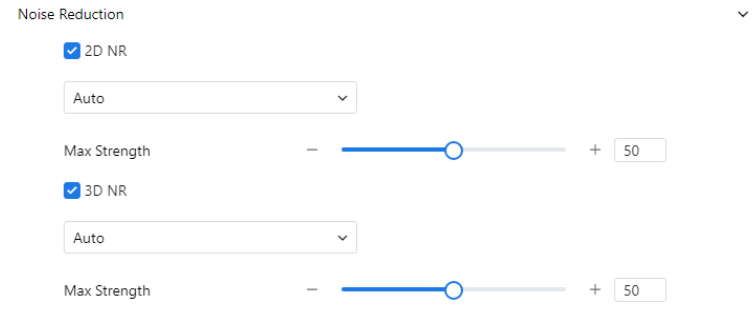 Noise Reduction
2D NR
Auto
Max Strength − + 50
3D NR
Auto
Max Strength − + 50